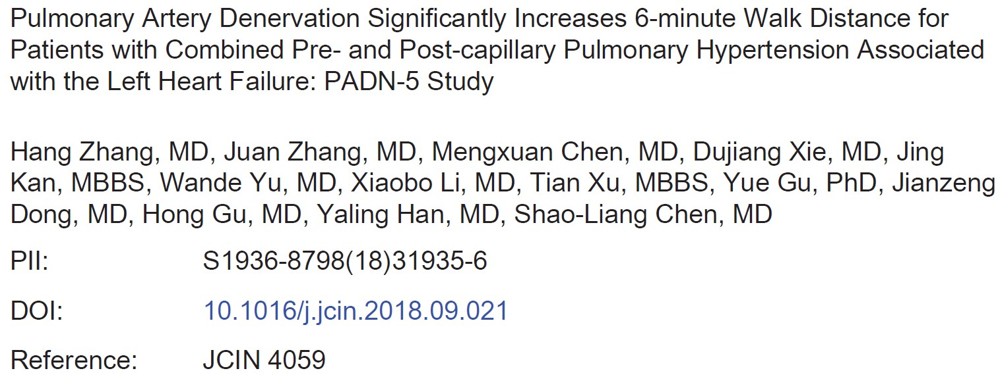 Pulmonary Artery Denervation Significantly Increases 6-minute Walk Distance for
Patients with Combined Pre- and Post-capillary Pulmonary Hypertension Associated
with the Left Heart Failure: PADN-5 Study
Hang Zhang, MD, Juan Zhang, MD, Mengxuan Chen, MD, Dujiang Xie, MD, Jing
Kan, MBBS, Wande Yu, MD, Xiaobo Li, MD, Tian Xu, MBBS, Yue Gu, PhD, Jianzeng
Dong, MD, Hong Gu, MD, Yaling Han, MD, Shao-Liang Chen, MD
PII: S1936-8798(18)31935-6
DOI: 10.1016/j.jcin.2018.09.021
Reference: JCIN 4059